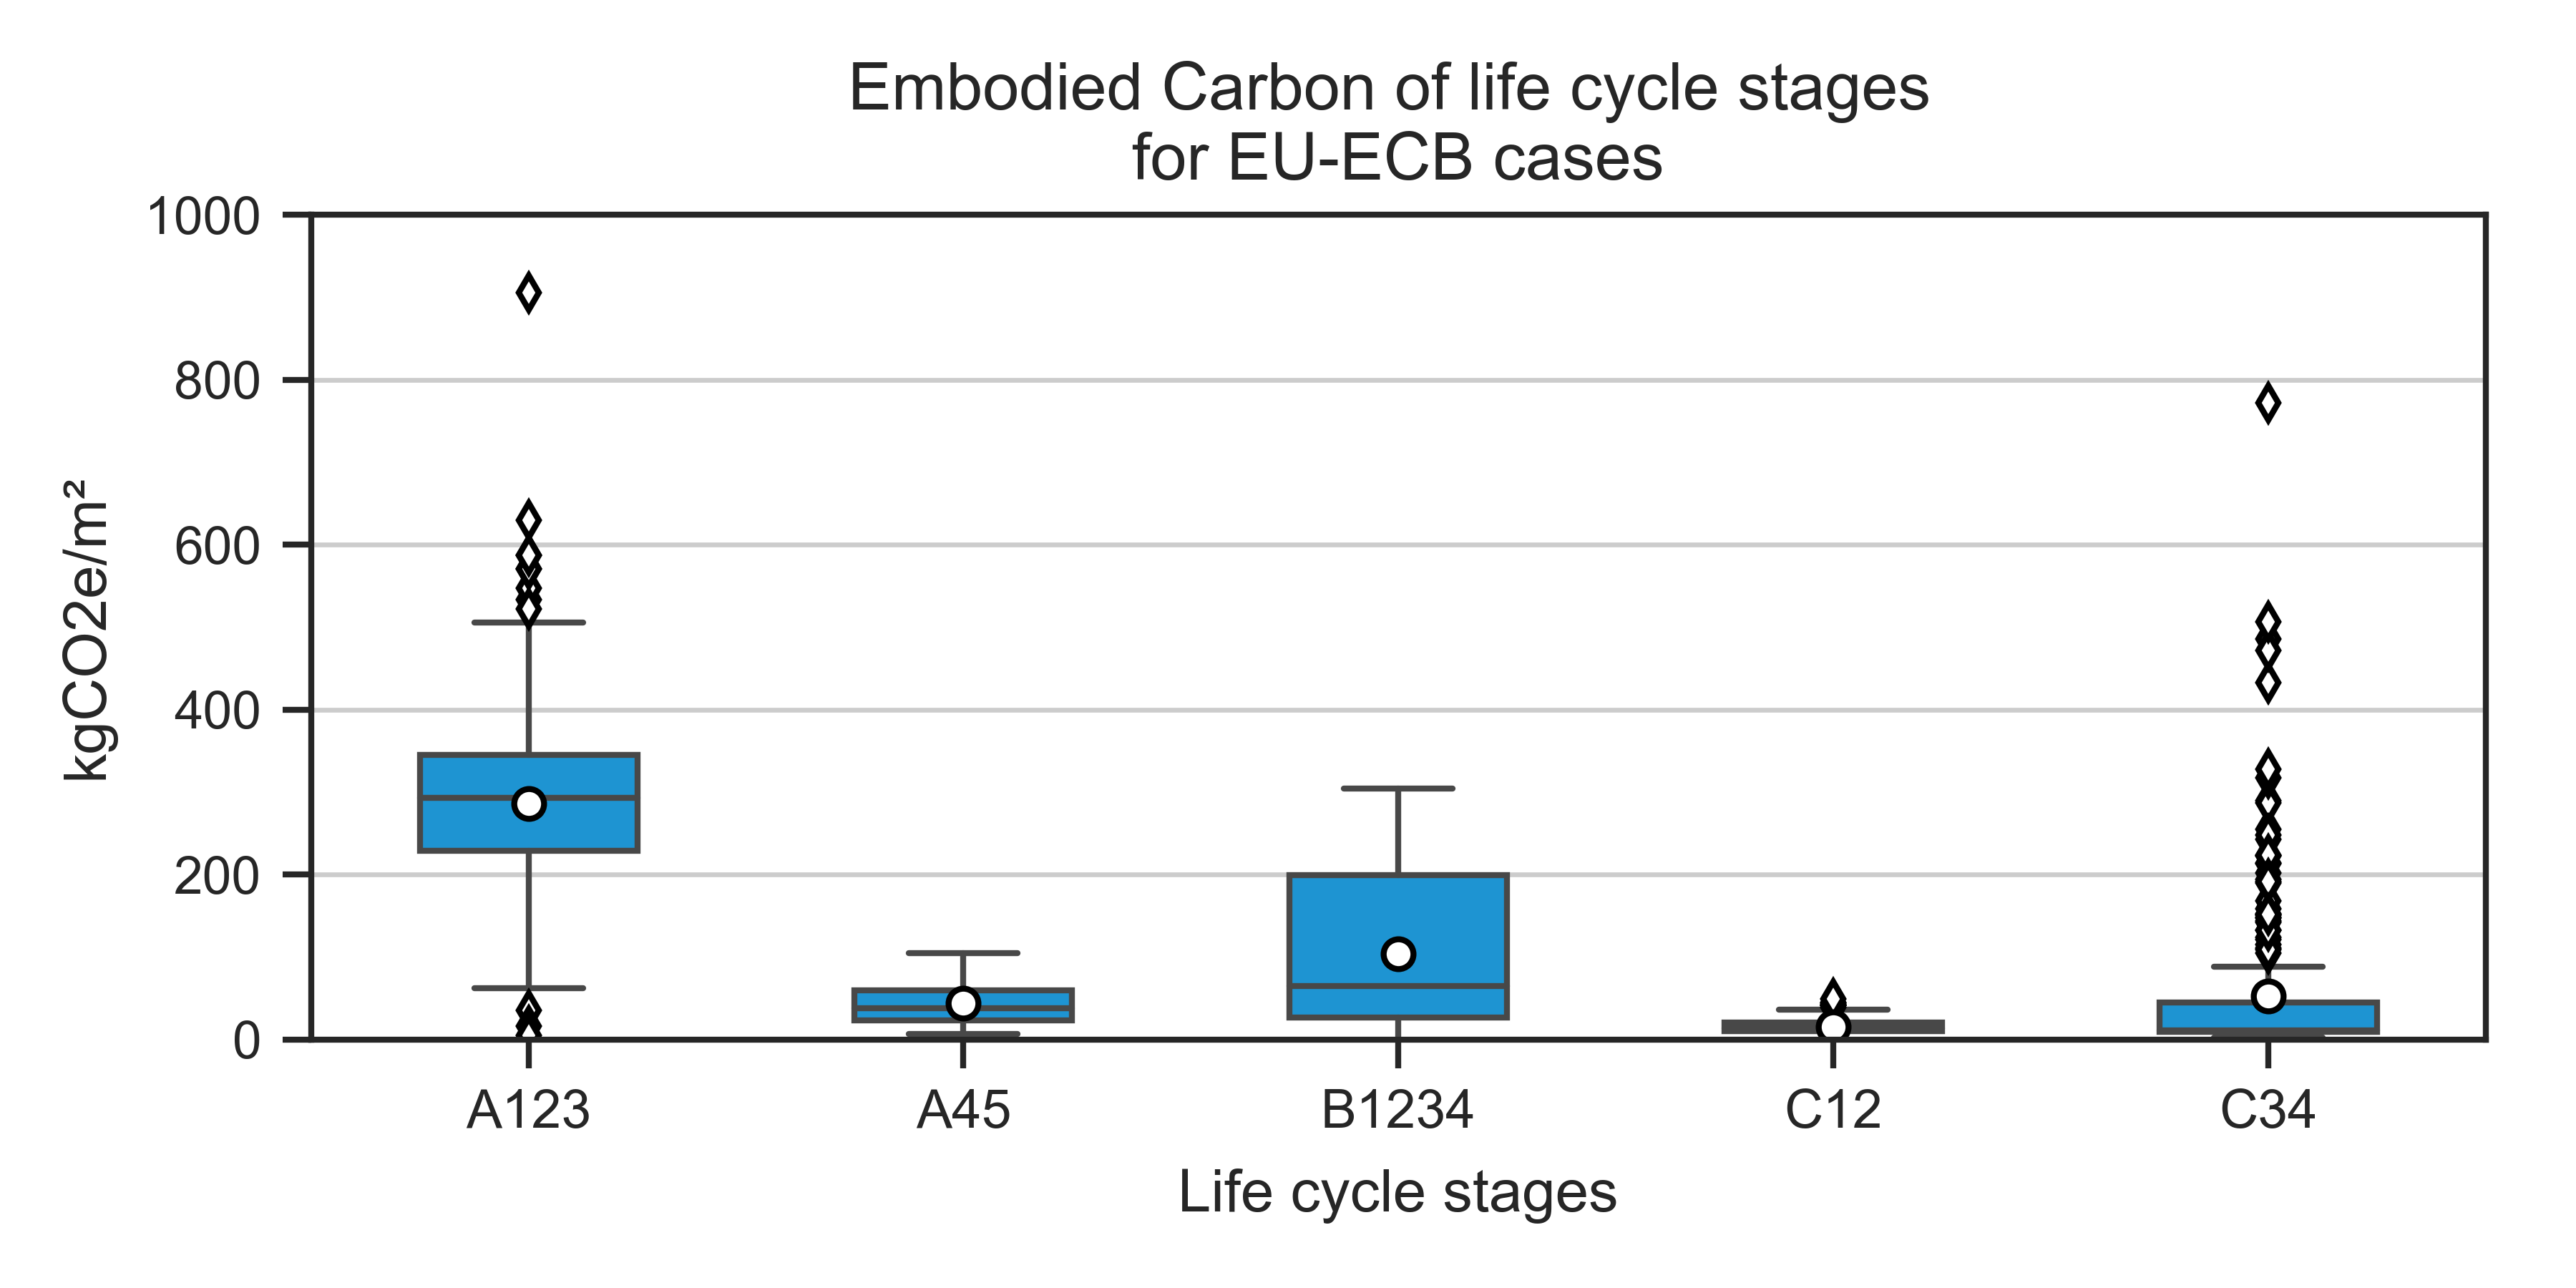 Embodied Carbon of life cycle stages
for EU-ECB cases
kgCO2e/m²
1000
800
600
400
200
0
A123
A45
B1234
C12
C34
Life cycle stages